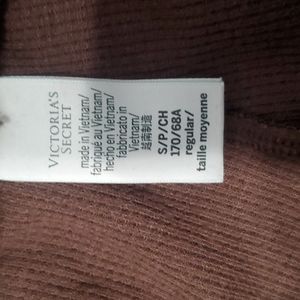 VICTORIA'S
SECRET
made in Vietnam/
fabriqué au Vietnam/
hecho en Vietnam/
fabbricato in
Vietnam/
越南制造
S/P/CH
170/68A
regular/
taille moyenne